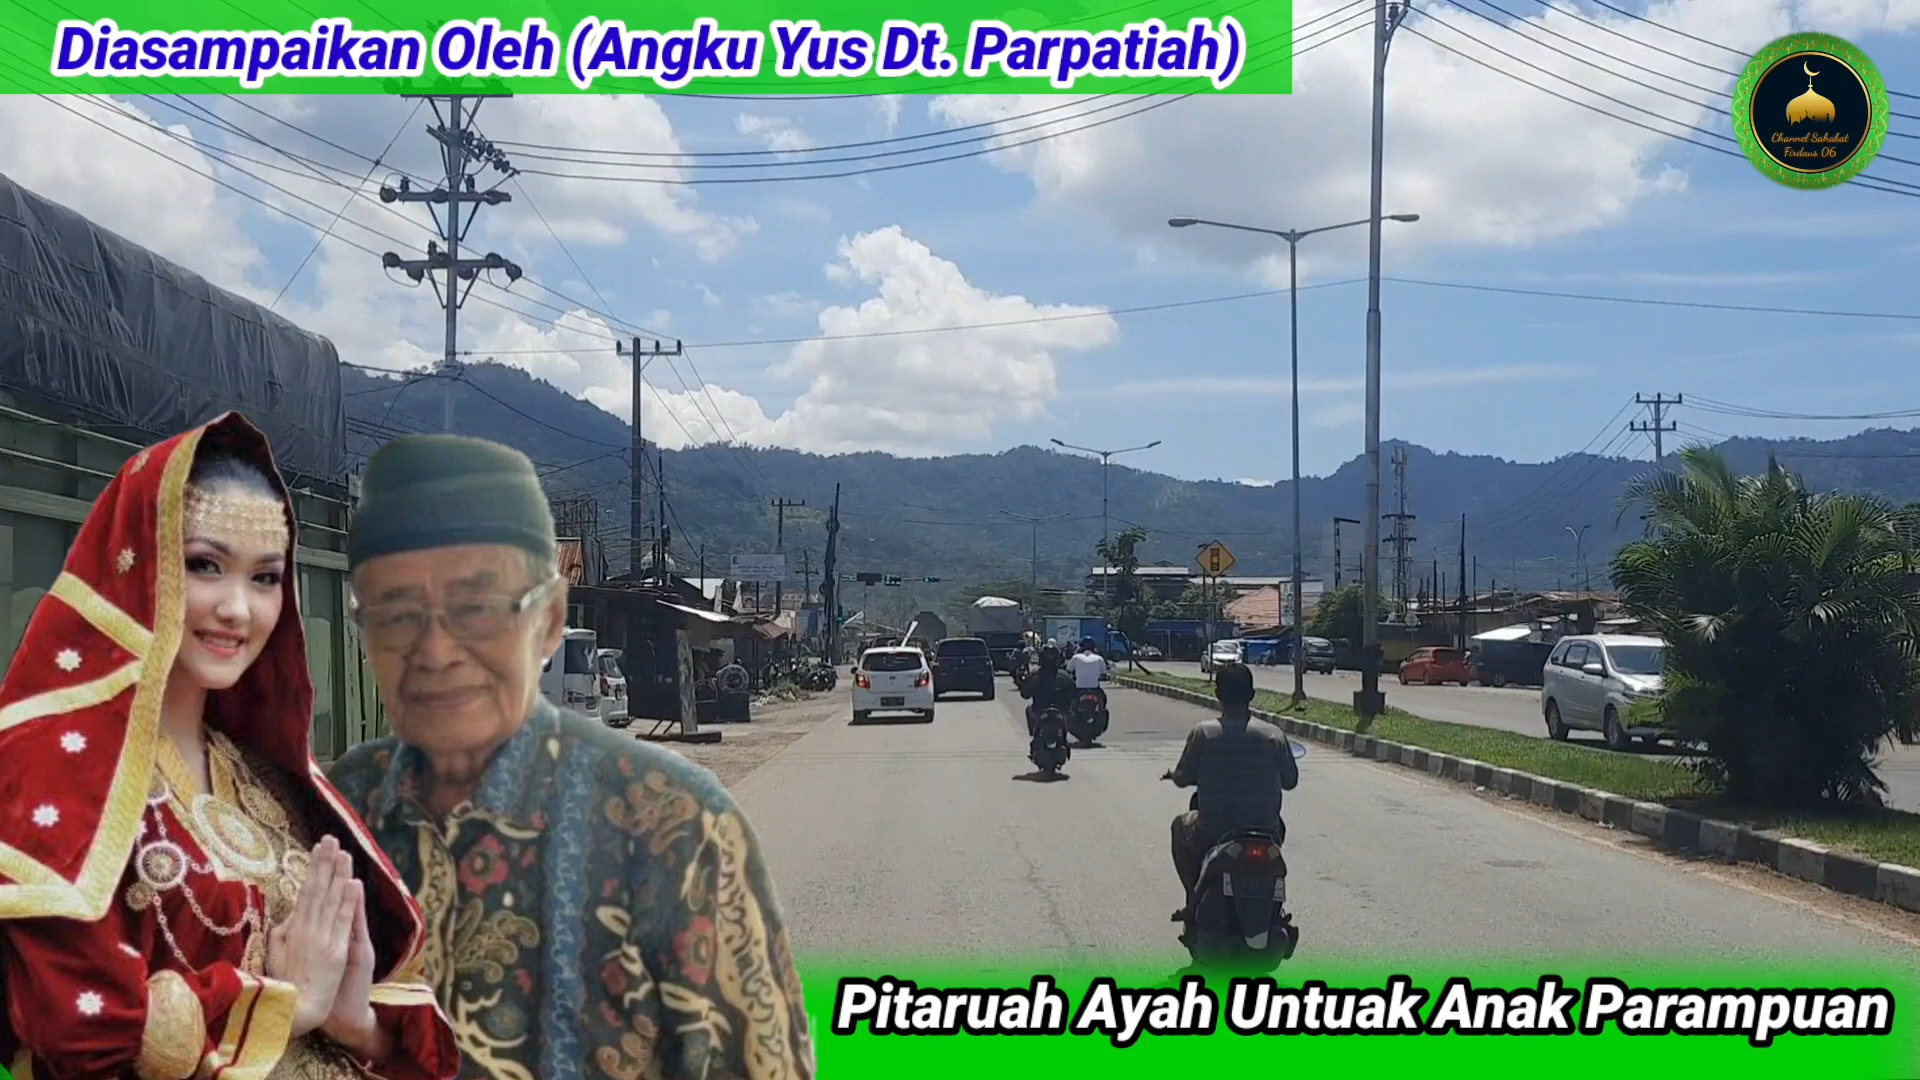 Diasampaikan Oleh (Angku Yus Dt. Parpatiah)
Channel Sahabat
Firdaus 06
Pitaruah Ayah Untuak Anak Parampuan